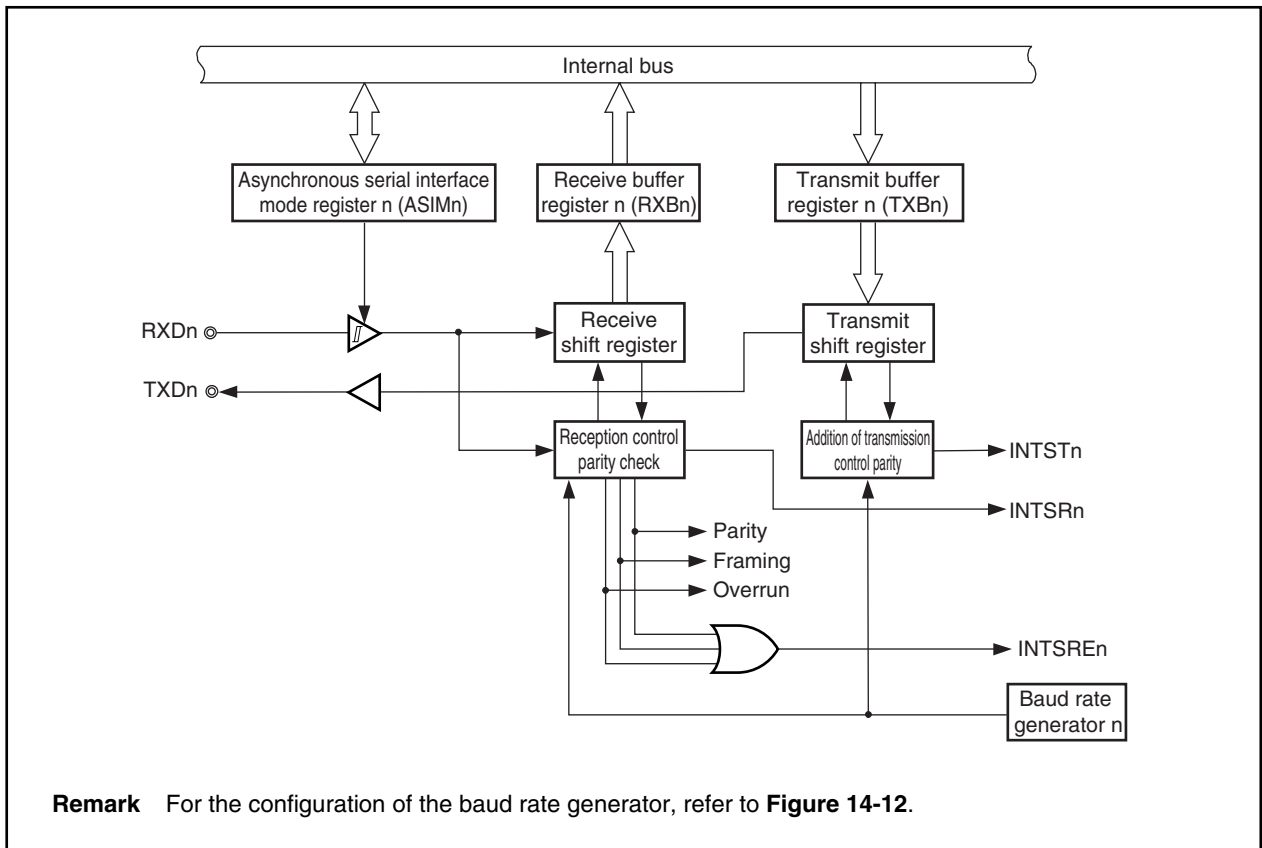 Internal bus
Asynchronous serial interface
mode register n (ASIMn)
Receive buffer
register n (RXBn)
Transmit buffer
register n (TXBn)
RXDn
Receive
shift register
Transmit
shift register
TXDn
Reception control
parity check
Addition of transmission
control parity
INTSTn
INTSRn
Parity
Framing
Overrun
INTSREn
Baud rate
generator n
Remark For the configuration of the baud rate generator, refer to Figure 14-12.